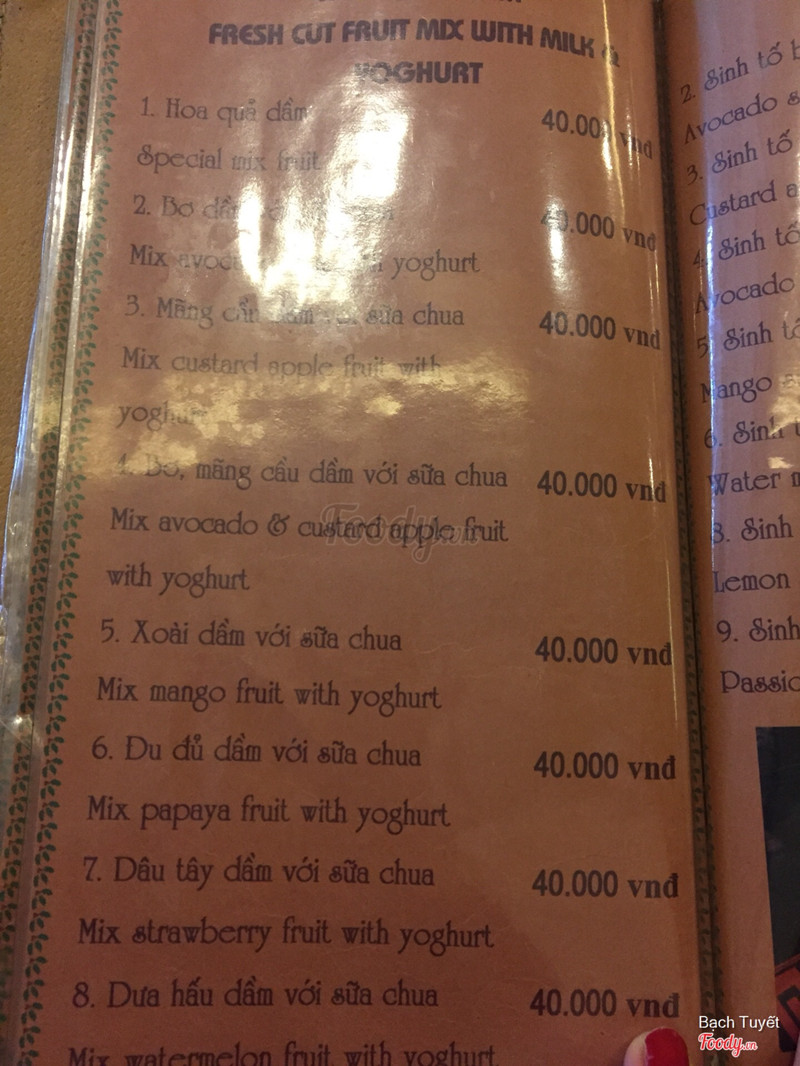 FRESH CUT FRUIT MIX WITH MILK &
YOGHURT
1. Hoa quả dầm 40.000 vnđ
Special mix fruit
2. Bơ 40.000 vnđ
Mix yoghurt
3. Mãng cầu dầm với sữa chua 40.000 vnđ
Mix custard apple fruit with
yoghurt
4. Bơ, mãng cầu dầm với sữa chua 40.000 vnđ
Mix avocado & custard apple fruit
with yoghurt
5. Xoài dầm với sữa chua 40.000 vnđ
Mix mango fruit with yoghurt
6. Đu đủ dầm với sữa chua 40.000 vnđ
Mix papaya fruit with yoghurt
7. Dâu tây dầm với sữa chua 40.000 vnđ
Mix strawberry fruit with yoghurt
8. Dưa hấu dầm với sữa chua 40.000 vnđ
Mix watermelon fruit with yoghurt
2. Sinh tố
Avocado
3. Sinh tố
Custard
4. Sinh tố
Avocado
5. Sinh tố
Mango
6. Sinh
Water
8. Sinh
Lemon
9. Sinh
Foody.vn
Bạch Tuyết
Foody.vn